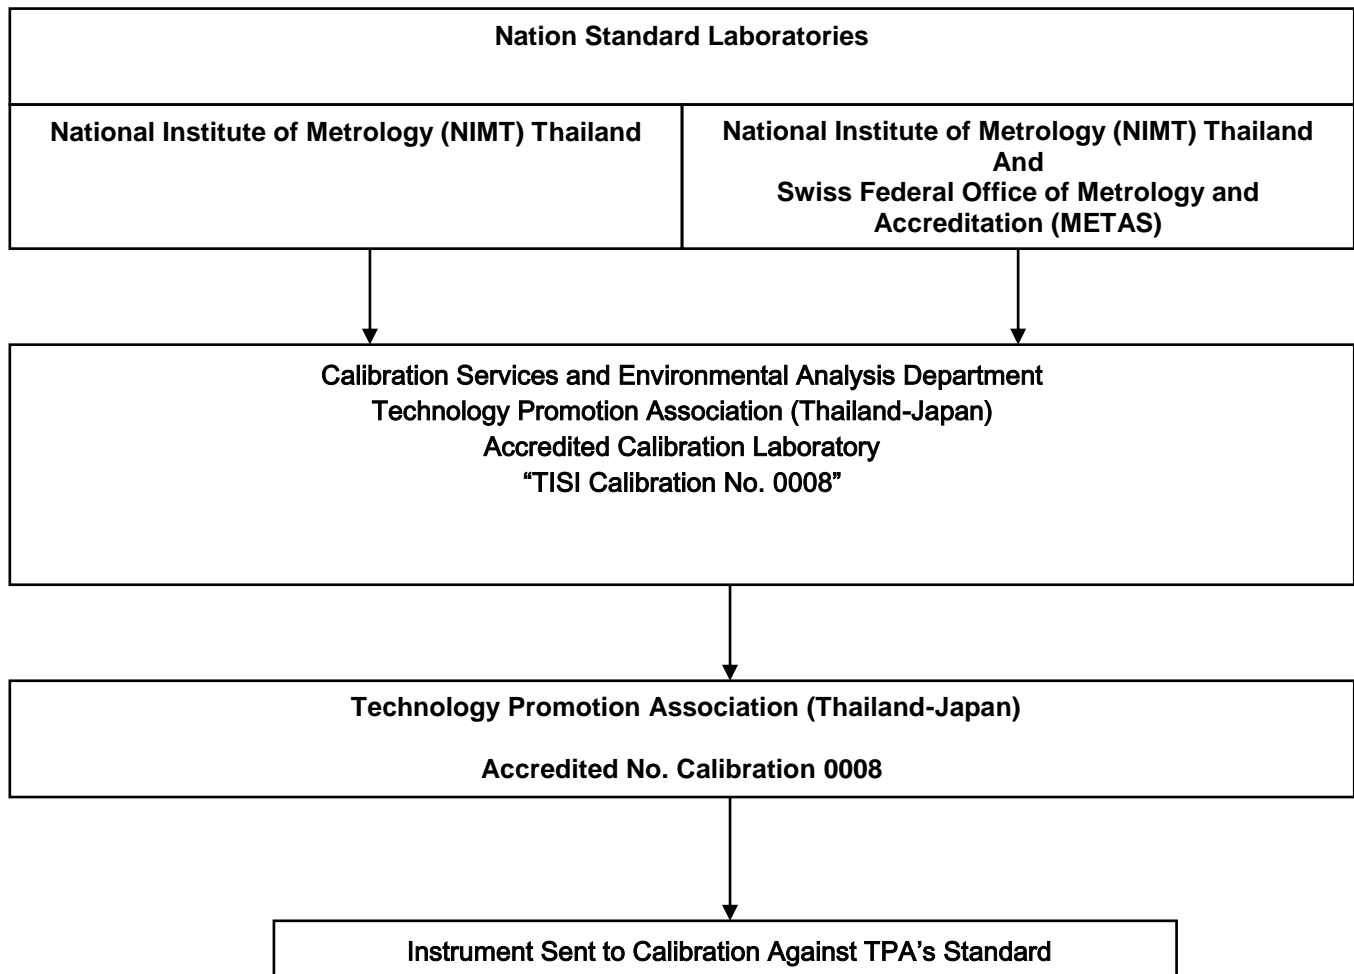 Nation Standard Laboratories
National Institute of Metrology (NIMT) Thailand
National Institute of Metrology (NIMT) Thailand
And
Swiss Federal Office of Metrology and
Accreditation (METAS)
Calibration Services and Environmental Analysis Department
Technology Promotion Association (Thailand-Japan)
Accredited Calibration Laboratory
“TISI Calibration No. 0008”
Technology Promotion Association (Thailand-Japan)
Accredited No. Calibration 0008
Instrument Sent to Calibration Against TPA’s Standard